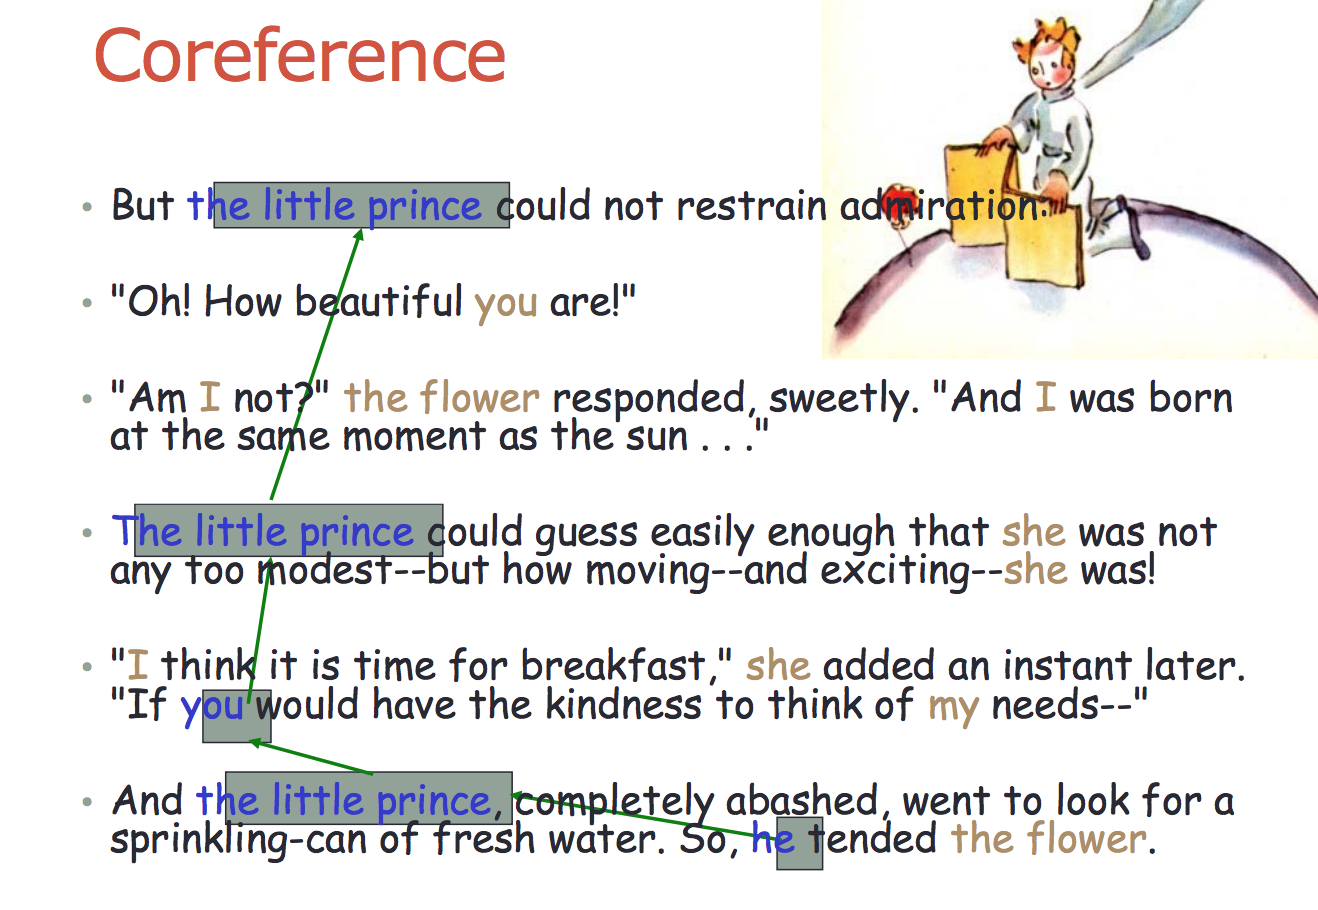 Coreference
• But the little prince could not restrain admiration:
• "Oh! How beautiful you are!"
• "Am I not?" the flower responded, sweetly. "And I was born
at the same moment as the sun . . ."
• The little prince could guess easily enough that she was not
any too modest--but how moving--and exciting--she was!
• "I think it is time for breakfast," she added an instant later.
"If you would have the kindness to think of my needs--"
• And the little prince, completely abashed, went to look for a
sprinkling-can of fresh water. So, he tended the flower.